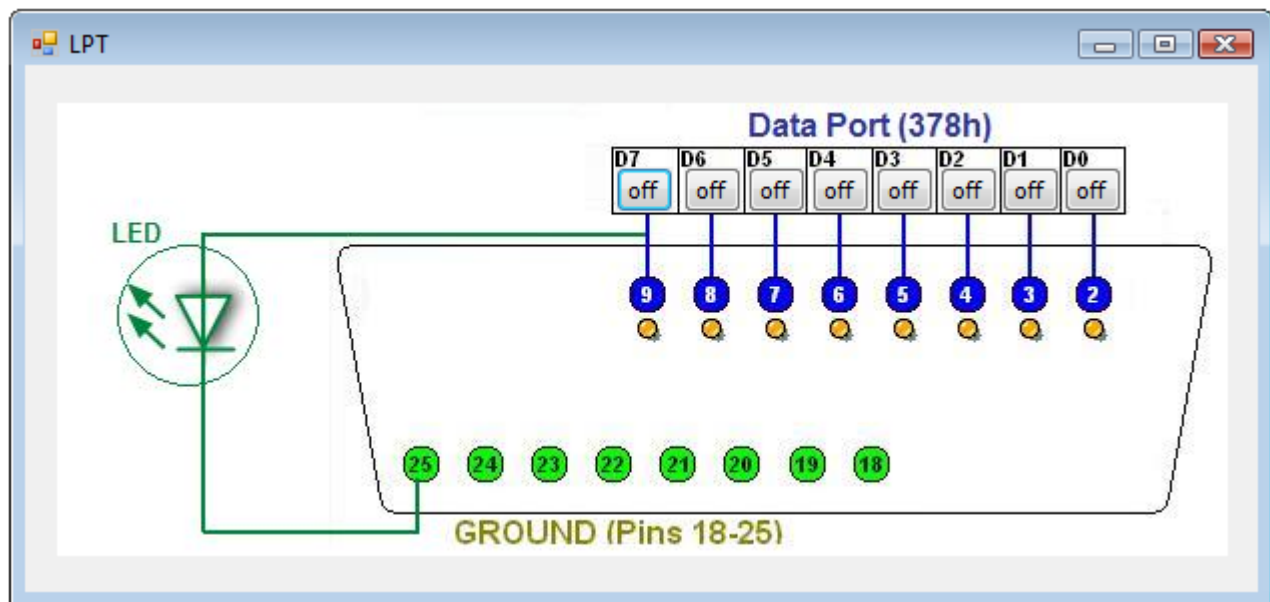 LPT
Data Port (378h)
D7 D6 D5 D4 D3 D2 D1 D0
off off off off off off off off
LED
9 8 7 6 5 4 3 2
25 24 23 22 21 20 19 18
GROUND (Pins 18-25)